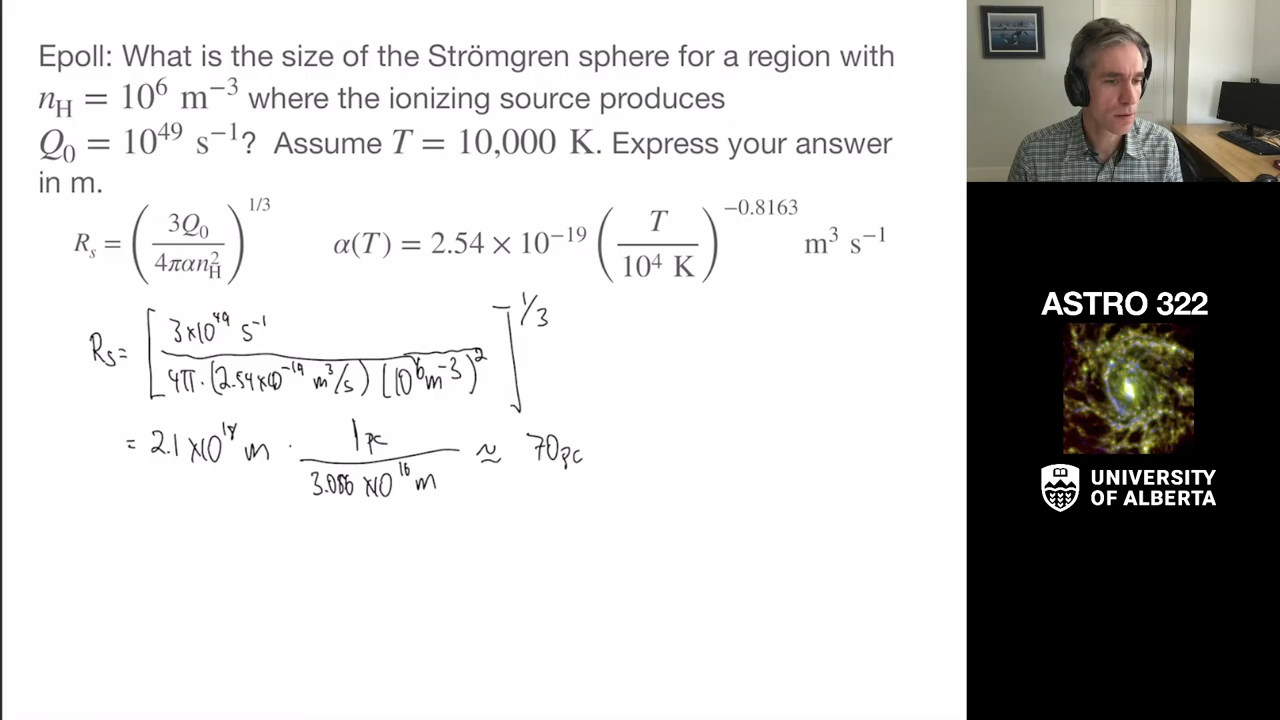 Epoll: What is the size of the Strömgren sphere for a region with
n_H = 10^6 m^−3 where the ionizing source produces
Q_0 = 10^49 s^−1? Assume T = 10,000 K. Express your answer
in m.
R_s = (3Q_0 / 4παn_H^2)^1/3 α(T) = 2.54 × 10^−19 (T / 10^4 K)^−0.8163 m^3 s^−1
R_s = [3×10^49 s^-1 / 4π · (2.54×10^-19 m^3/s) (10^6 m^-3)^2]^1/3
= 2.1 ×10^18 m · 1 pc / 3.086 ×10^16 m ≈ 70 pc
ASTRO 322
UNIVERSITY
OF ALBERTA